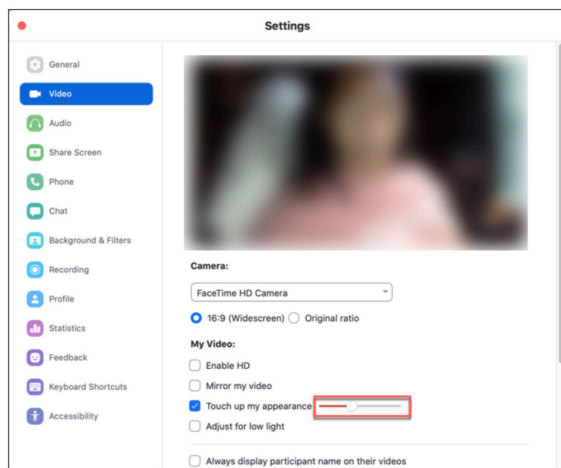 Settings
General
Video
Audio
Share Screen
Phone
Chat
Background & Filters
Recording
Profile
Statistics
Feedback
Keyboard Shortcuts
Accessibility
Camera:
FaceTime HD Camera
16:9 (Widescreen) Original ratio
My Video:
Enable HD
Mirror my video
Touch up my appearance
Adjust for low light
Always display participant name on their videos